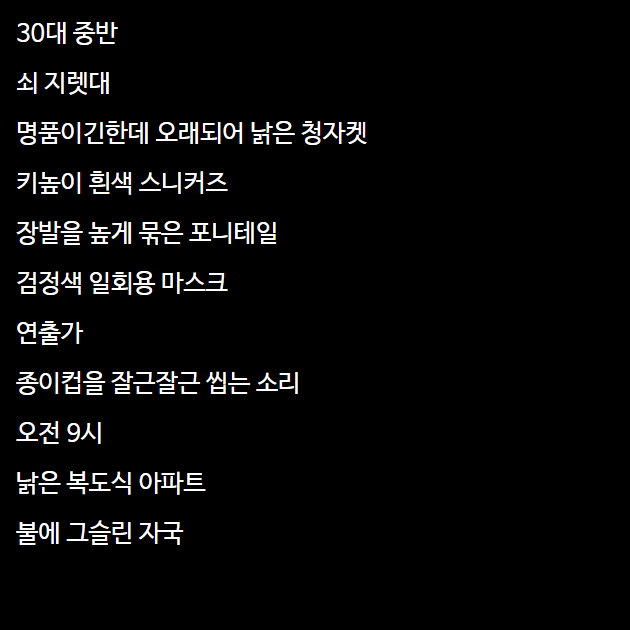 30대 중반
쇠 지렛대
명품이긴한데 오래되어 낡은 청자켓
키높이 흰색 스니커즈
장발을 높게 묶은 포니테일
검정색 일회용 마스크
연출가
종이컵을 잘근잘근 씹는 소리
오전 9시
낡은 복도식 아파트
불에 그슬린 자국